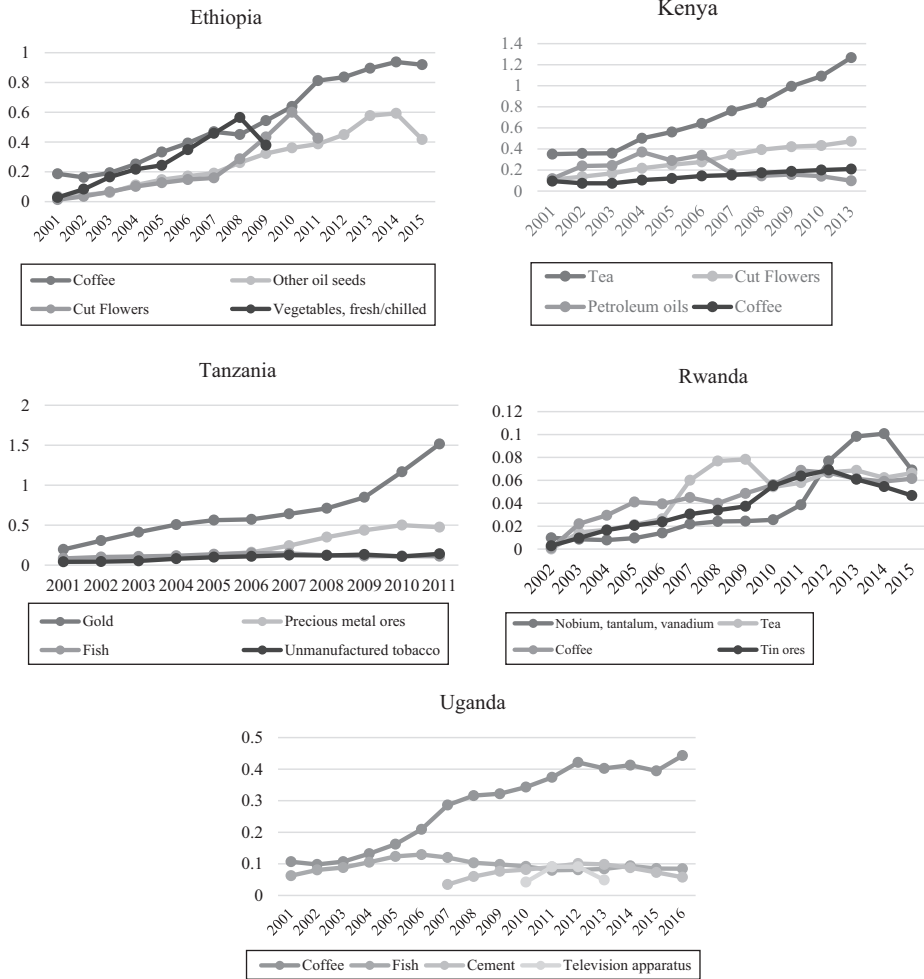 Ethiopia
1
0.8
0.6
0.4
0.2
0
2001 2002 2003 2004 2005 2006 2007 2008 2009 2010 2011 2012 2013 2014 2015
Coffee Other oil seeds
Cut Flowers Vegetables, fresh/chilled
Kenya
1.4
1.2
1
0.8
0.6
0.4
0.2
0
2001 2002 2003 2004 2005 2006 2007 2008 2009 2010 2011 2012 2013
Tea Cut Flowers
Petroleum oils Coffee
Tanzania
2
1.5
1
0.5
0
2001 2002 2003 2004 2005 2006 2007 2008 2009 2010 2011
Gold Precious metal ores
Fish Unmanufactured tobacco
Rwanda
0.12
0.1
0.08
0.06
0.04
0.02
0
2002 2003 2004 2005 2006 2007 2008 2009 2010 2011 2012 2013 2014 2015
Nobium, tantalum, vanadium Tea
Coffee Tin ores
Uganda
0.5
0.4
0.3
0.2
0.1
0
2001 2002 2003 2004 2005 2006 2007 2008 2009 2010 2011 2012 2013 2014 2015 2016
Coffee Fish Cement Television apparatus